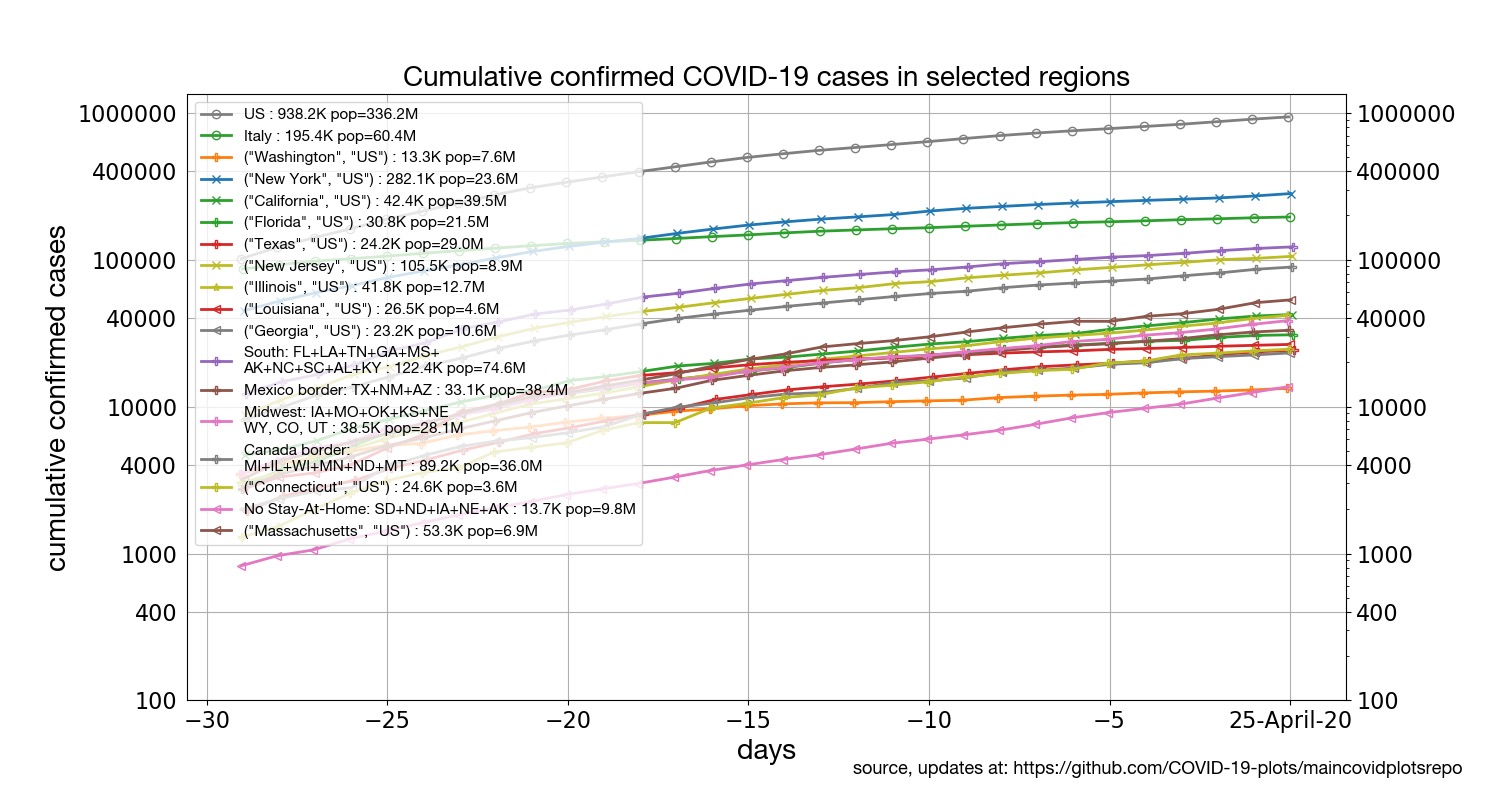 Cumulative confirmed COVID-19 cases in selected regions
cumulative confirmed cases
1000000
400000
100000
40000
10000
4000
1000
400
100
US : 938.2K pop=336.2M
Italy : 195.4K pop=60.4M
("Washington", "US") : 13.3K pop=7.6M
("New York", "US") : 282.1K pop=23.6M
("California", "US") : 42.4K pop=39.5M
("Florida", "US") : 30.8K pop=21.5M
("Texas", "US") : 24.2K pop=29.0M
("New Jersey", "US") : 105.5K pop=8.9M
("Illinois", "US") : 41.8K pop=12.7M
("Louisiana", "US") : 26.5K pop=4.6M
("Georgia", "US") : 23.2K pop=10.6M
South: FL+LA+TN+GA+MS+
AK+NC+SC+AL+KY : 122.4K pop=74.6M
Mexico border: TX+NM+AZ : 33.1K pop=38.4M
Midwest: IA+MO+OK+KS+NE
WY, CO, UT : 38.5K pop=28.1M
Canada border:
MI+IL+WI+MN+ND+MT : 89.2K pop=36.0M
("Connecticut", "US") : 24.6K pop=3.6M
No Stay-At-Home: SD+ND+IA+NE+AK : 13.7K pop=9.8M
("Massachusetts", "US") : 53.3K pop=6.9M
1000000
400000
100000
40000
10000
4000
1000
400
100
−30
−25
−20
−15
−10
−5
25-April-20
days
source, updates at: https://github.com/COVID-19-plots/maincovidplotsrepo